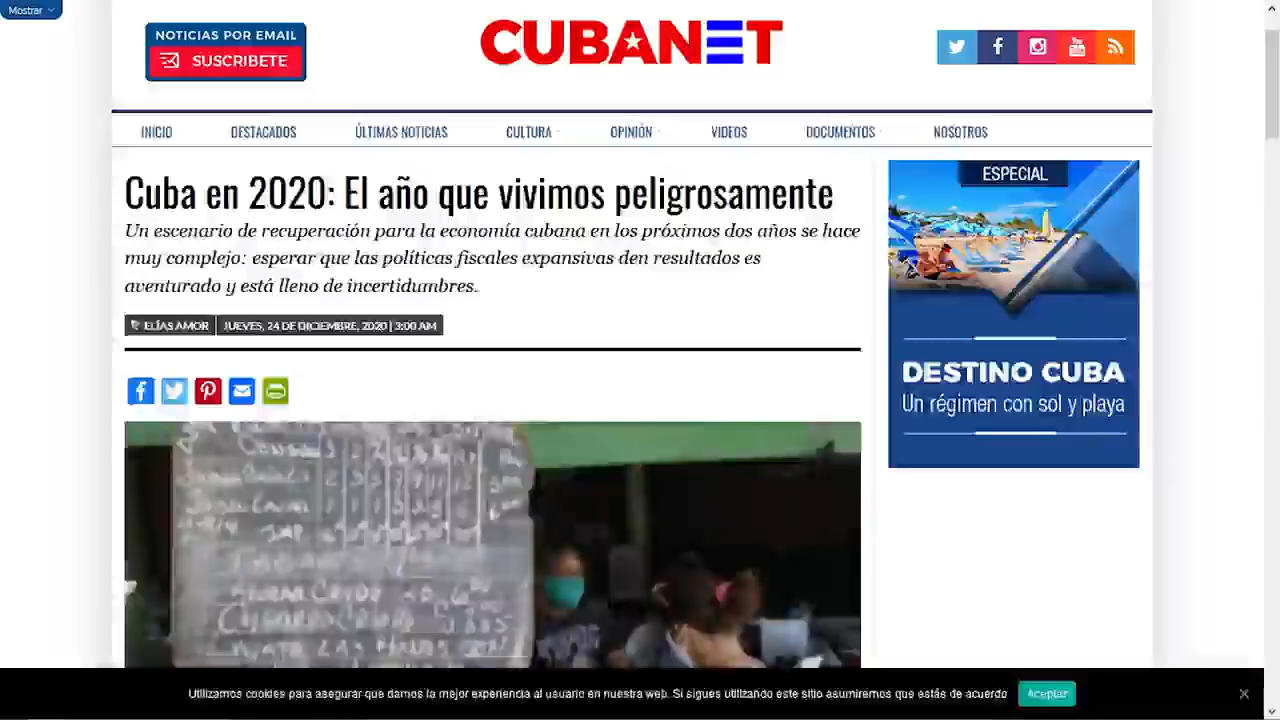 Mostrar
NOTICIAS POR EMAIL
SUSCRIBETE
CUBANET
You
INICIO DESTACADOS ÚLTIMAS NOTICIAS CULTURA OPINIÓN VIDEOS DOCUMENTOS NOSOTROS
Cuba en 2020: El año que vivimos peligrosamente
Un escenario de recuperación para la economía cubana en los próximos dos años se hace
muy complejo: esperar que las políticas fiscales expansivas den resultados es
aventurado y está lleno de incertidumbres.
ELÍAS AMOR JUEVES, 24 DE DICIEMBRE, 2020 | 3:00 AM
ESPECIAL
DESTINO CUBA
Un régimen con sol y playa
Utilizamos cookies para asegurar que damos la mejor experiencia al usuario en nuestra web. Si sigues utilizando este sitio asumiremos que estás de acuerdo Aceptar